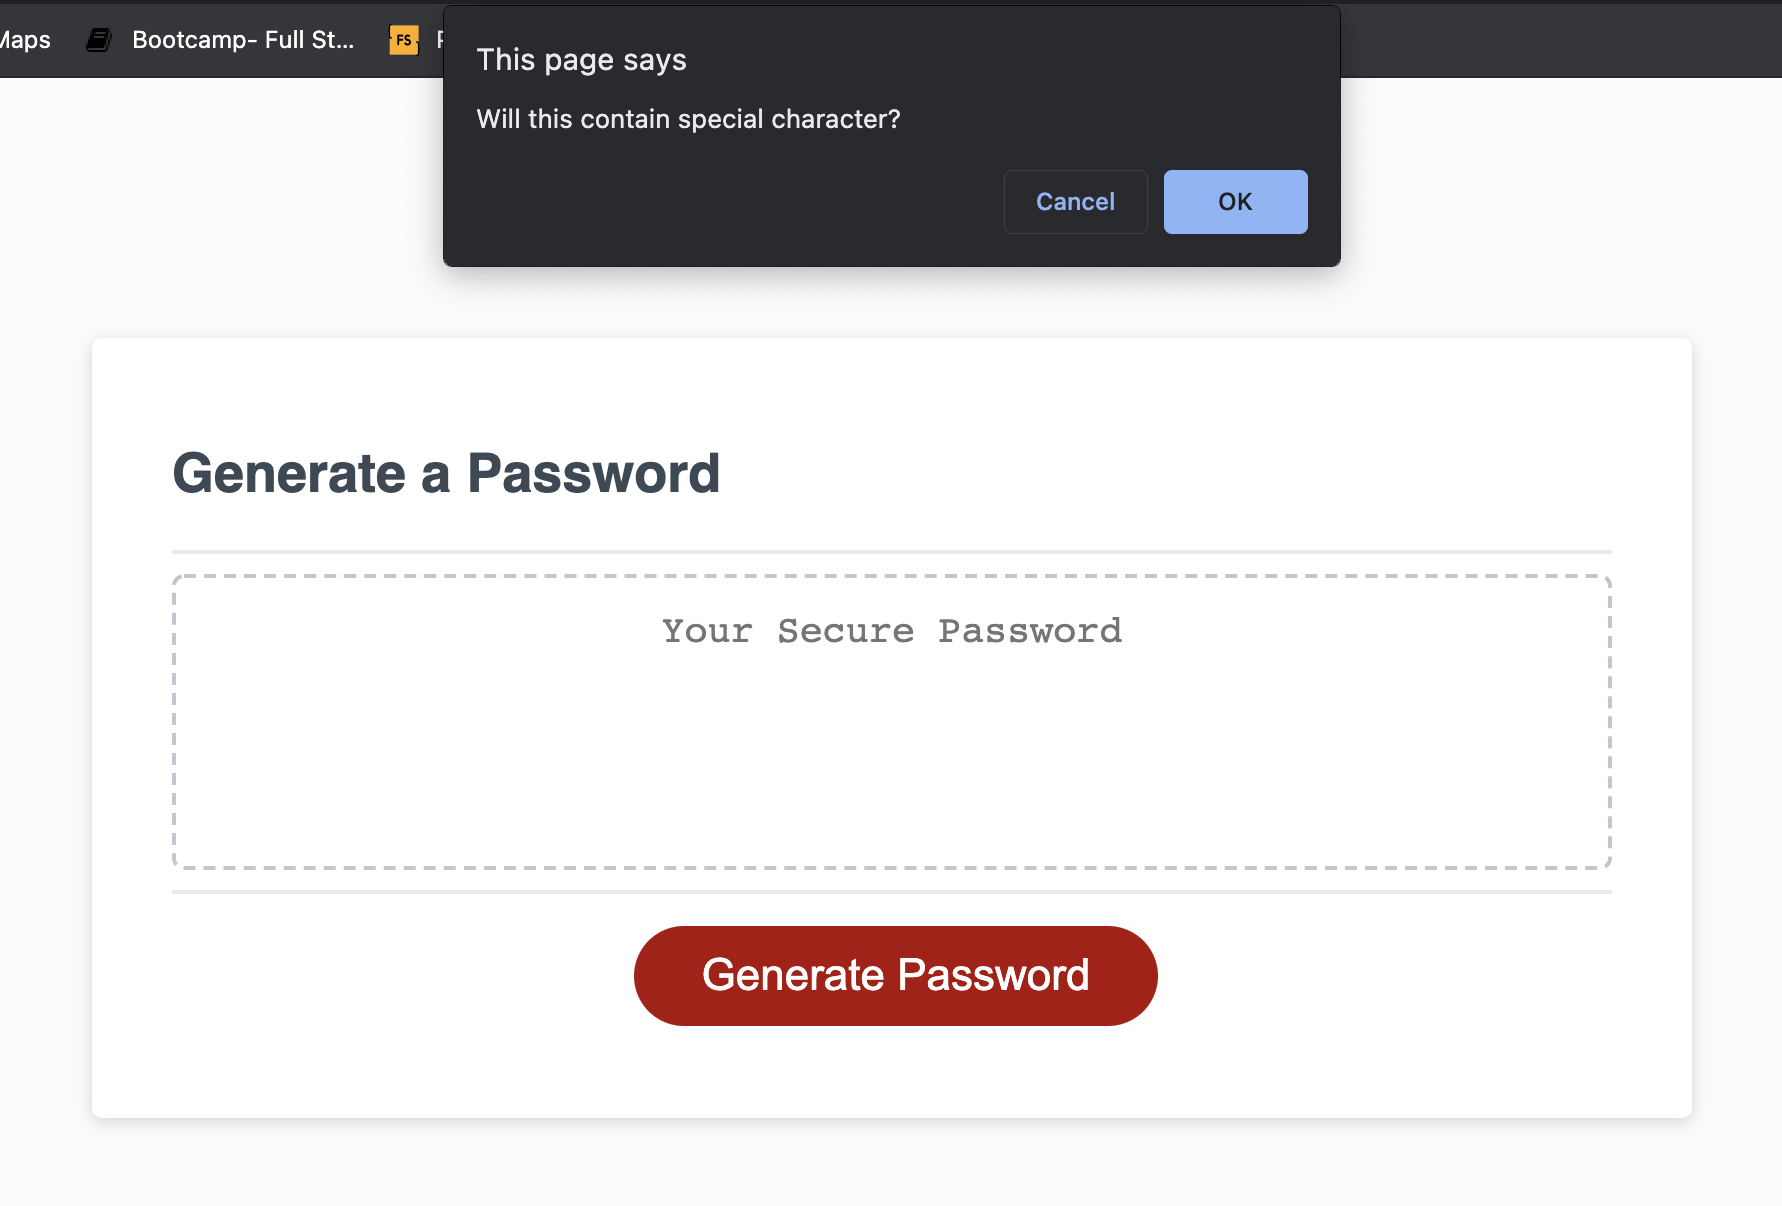 Maps Bootcamp- Full St... FS
This page says
Will this contain special character?
Cancel OK
Generate a Password
Your Secure Password
Generate Password